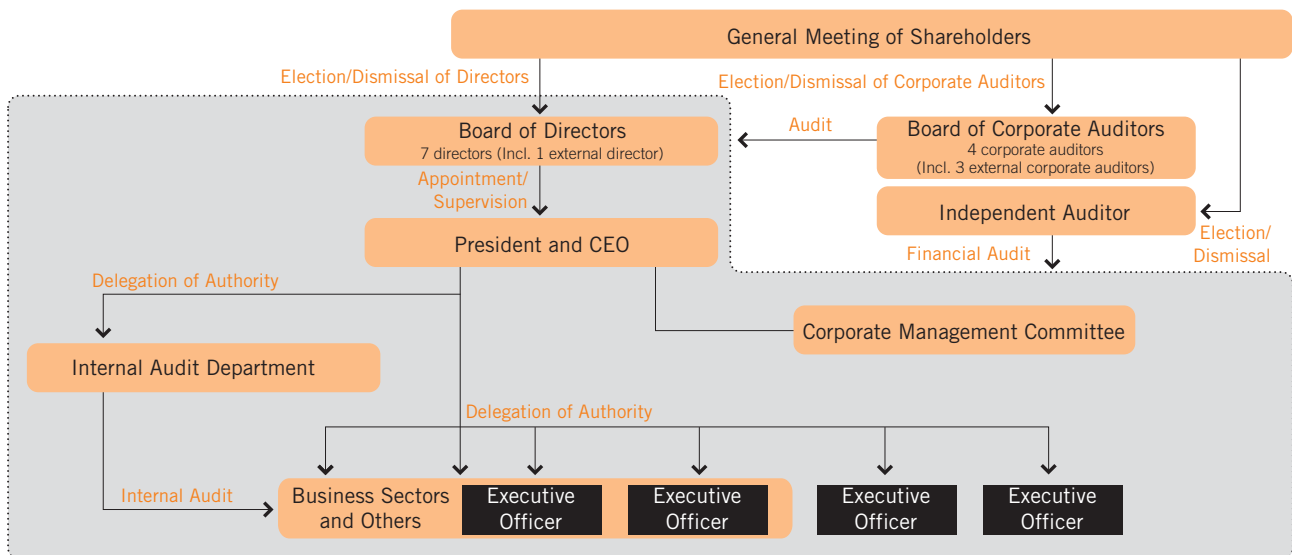 General Meeting of Shareholders
Election/Dismissal of Directors
Election/Dismissal of Corporate Auditors
Board of Directors
7 directors (Incl. 1 external director)
Audit
Board of Corporate Auditors
4 corporate auditors
(Incl. 3 external corporate auditors)
Appointment/
Supervision
Independent Auditor
President and CEO
Financial Audit
Election/
Dismissal
Delegation of Authority
Corporate Management Committee
Internal Audit Department
Delegation of Authority
Internal Audit
Business Sectors
and Others
Executive
Officer
Executive
Officer
Executive
Officer
Executive
Officer